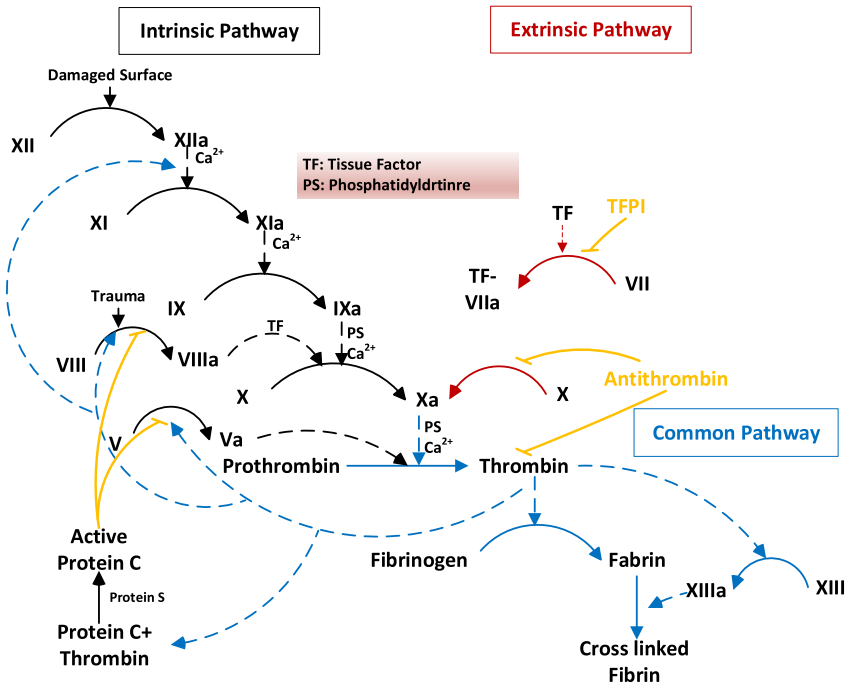 Intrinsic Pathway
Extrinsic Pathway
Damaged Surface
XII
XIIa
Ca2+
TF: Tissue Factor
PS: Phosphatidyldrtinre
XI
XIa
Ca2+
TF
TFPI
TF-
VIIa
VII
Trauma
IX
IXa
PS
Ca2+
TF
VIII
VIIIa
X
Xa
X
Antithrombin
PS
Ca2+
Common Pathway
V
Va
Prothrombin
Thrombin
Active
Protein C
Fibrinogen
Fabrin
XIIIa
XIII
Protein S
Protein C+
Thrombin
Cross linked
Fibrin